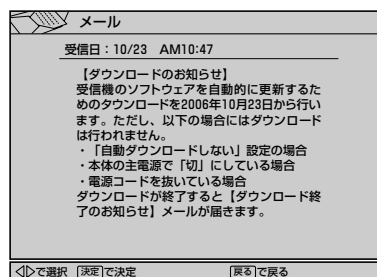 メール
受信日：10/23 AM10:47
【ダウンロードのお知らせ】
受信機のソフトウェアを自動的に更新するた
めのダウンロードを2006年10月23日から行い
ます。ただし、以下の場合にはダウンロード
は行われません。
・「自動ダウンロードしない」設定の場合
・本体の主電源で「切」にしている場合
・電源コードを抜いている場合
ダウンロードが終了すると【ダウンロード終
了のお知らせ】メールが届きます。
で選択 決定で決定 戻るで戻る